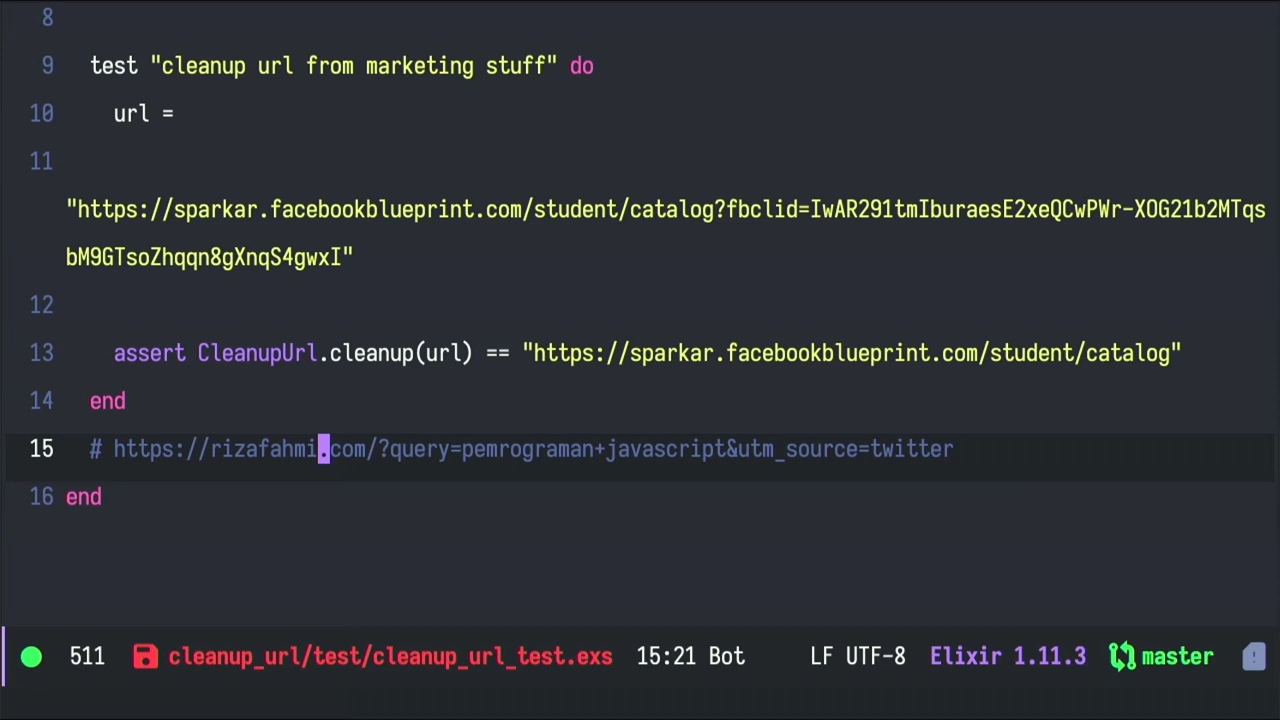 8
9 test "cleanup url from marketing stuff" do
10 url =
11
"https://sparkar.facebookblueprint.com/student/catalog?fbclid=IwAR291tmIburaesE2xeQCwPWr-XOG21b2MTqs
bM9GTsoZhqqn8gXnqS4gwxI"
12
13 assert CleanupUrl.cleanup(url) == "https://sparkar.facebookblueprint.com/student/catalog"
14 end
15 # https://rizafahmi.com/?query=pemrograman+javascript&utm_source=twitter
16 end
511 cleanup_url/test/cleanup_url_test.exs 15:21 Bot LF UTF-8 Elixir 1.11.3 master